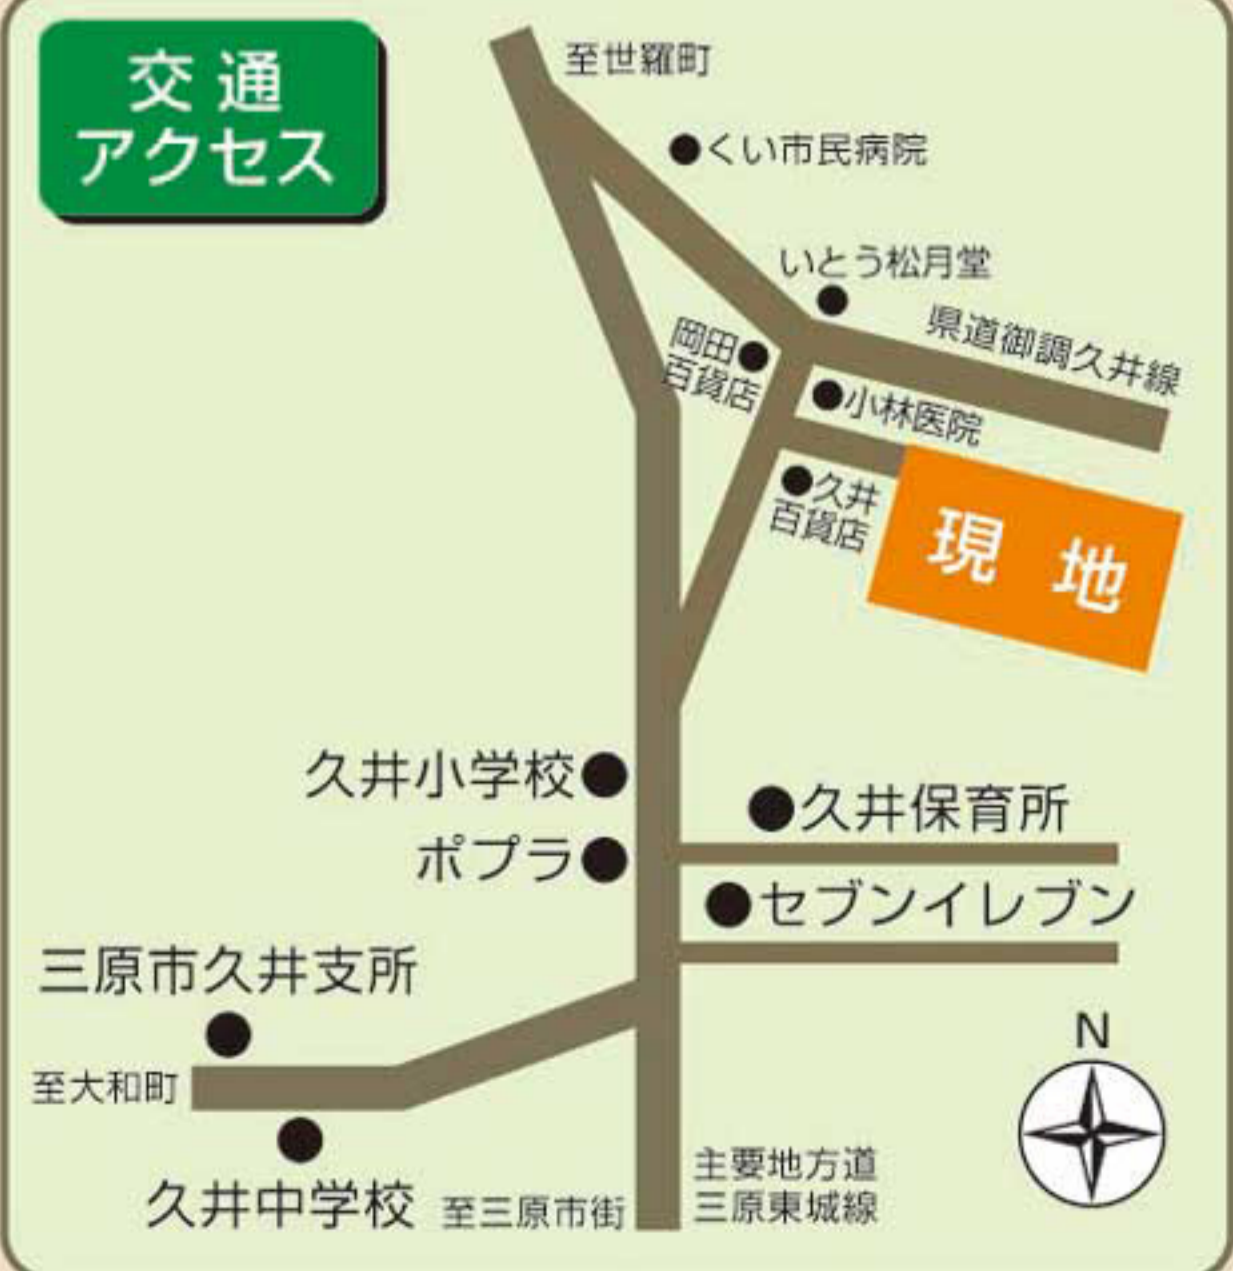 交通
アクセス
至世羅町
くい市民病院
いとう松月堂
県道御調久井線
岡田
百貨店
小林医院
久井
百貨店
現地
久井小学校
久井保育所
ポプラ
セブンイレブン
三原市久井支所
N
至大和町
久井中学校
至三原市街
主要地方道
三原東城線